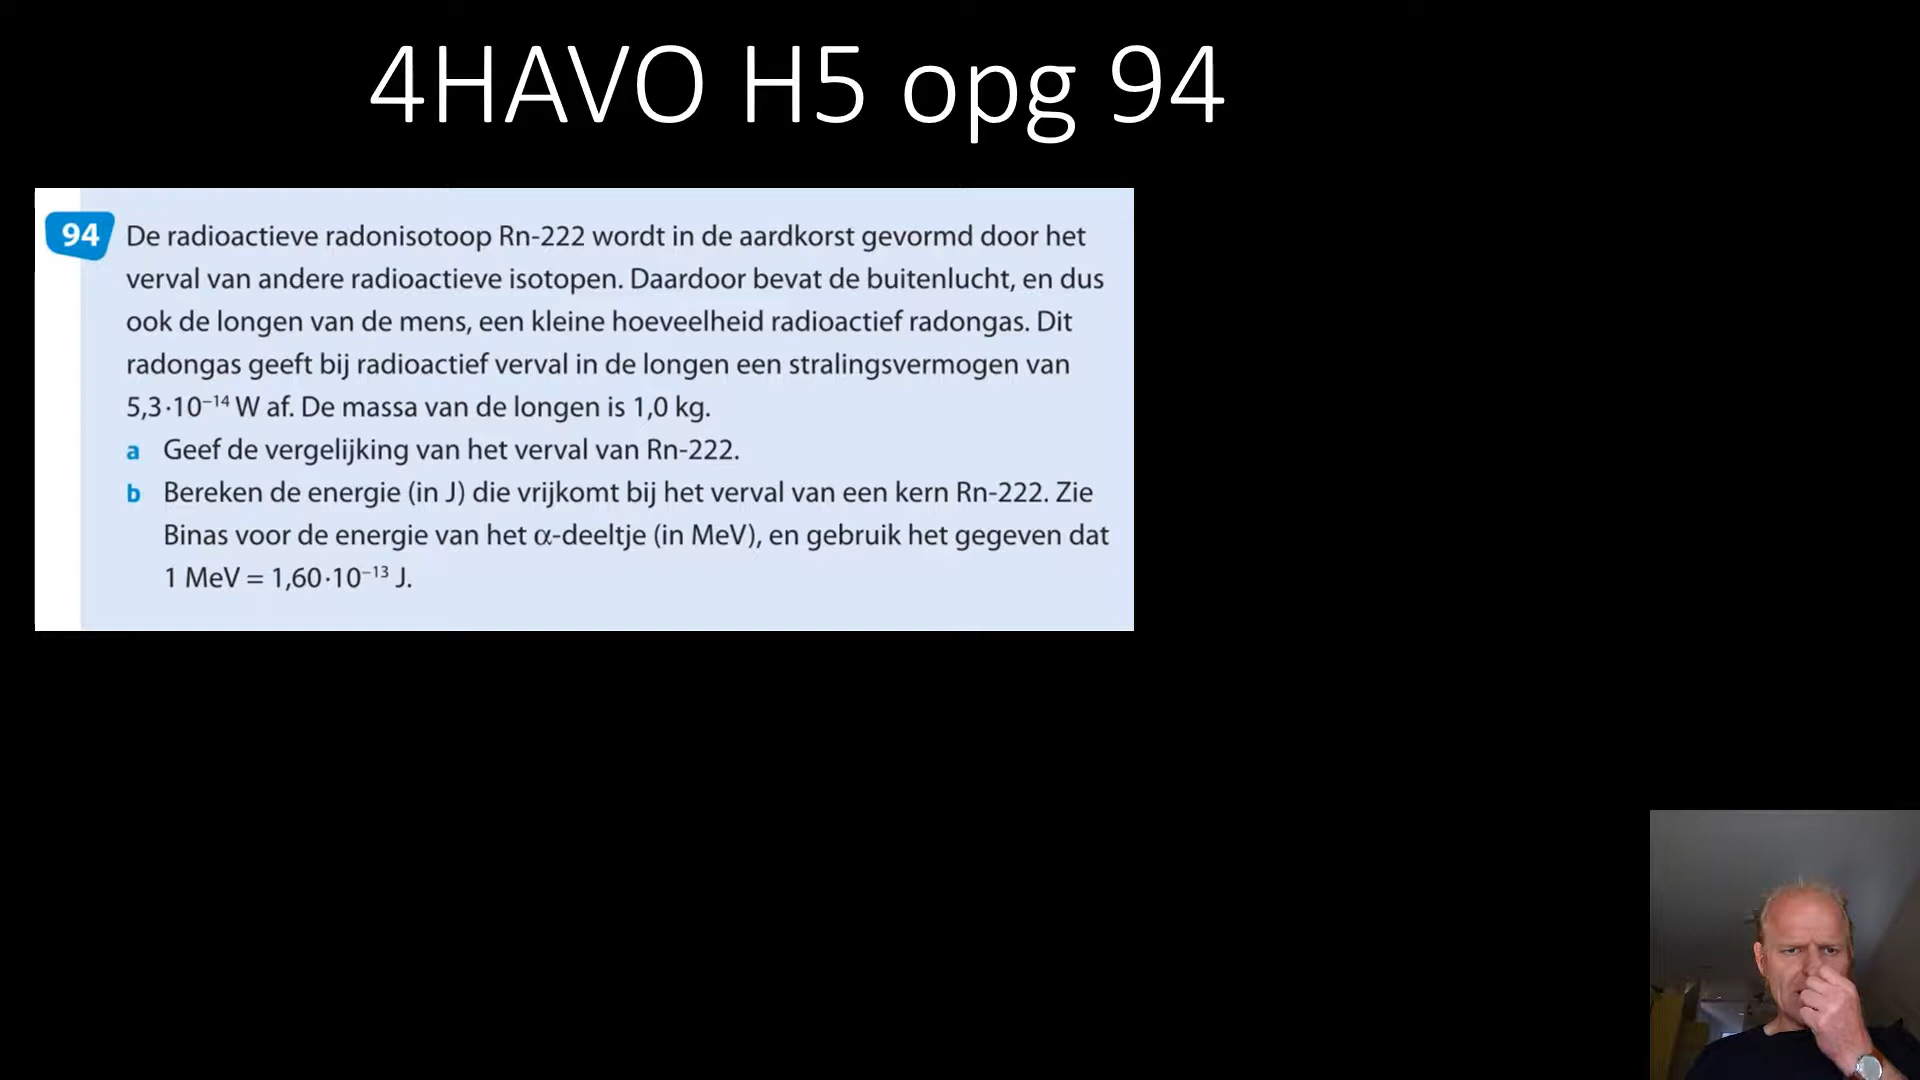 4HAVO H5 opg 94
94 De radioactieve radonisotoop Rn-222 wordt in de aardkorst gevormd door het
verval van andere radioactieve isotopen. Daardoor bevat de buitenlucht, en dus
ook de longen van de mens, een kleine hoeveelheid radioactief radongas. Dit
radongas geeft bij radioactief verval in de longen een stralingsvermogen van
5,3·10⁻¹⁴ W af. De massa van de longen is 1,0 kg.
a Geef de vergelijking van het verval van Rn-222.
b Bereken de energie (in J) die vrijkomt bij het verval van een kern Rn-222. Zie
Binas voor de energie van het α-deeltje (in MeV), en gebruik het gegeven dat
1 MeV = 1,60·10⁻¹³ J.